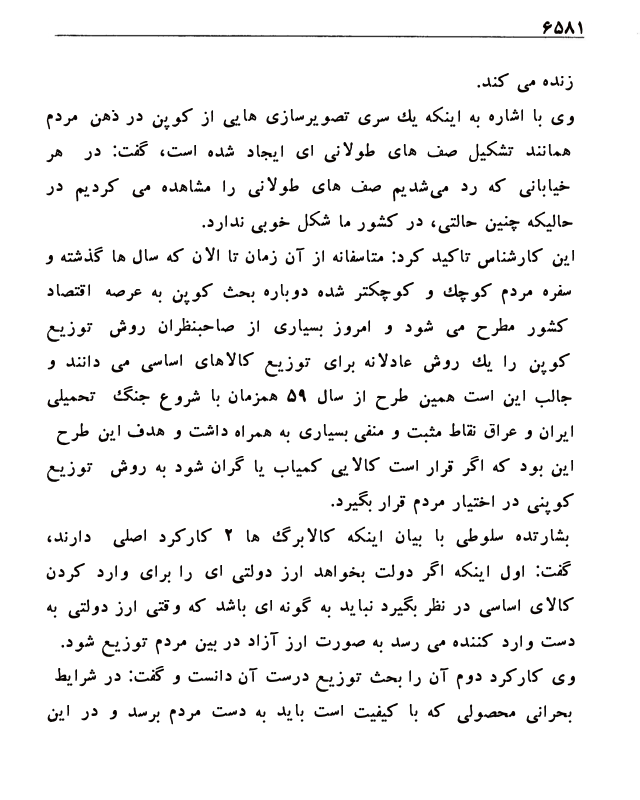 ۶۵۸۱
زنده می کند.
وی با اشاره به اینکه یك سری تصویرسازی هایی از کوپن در ذهن مردم
همانند تشکیل صف های طولانی ای ایجاد شده است، گفت: در هر
خیابانی که رد می‌شدیم صف های طولانی را مشاهده می کردیم در
حالیکه چنین حالتی، در کشور ما شکل خوبی ندارد.
این کارشناس تاکید کرد: متاسفانه از آن زمان تا الان که سال ها گذشته و
سفره مردم کوچك و کوچکتر شده دوباره بحث کوپن به عرصه اقتصاد
کشور مطرح می شود و امروز بسیاری از صاحبنظران روش توزیع
کوپن را یك روش عادلانه برای توزیع کالاهای اساسی می دانند و
جالب این است همین طرح از سال ۵۹ همزمان با شروع جنگ تحمیلی
ایران و عراق نقاط مثبت و منفی بسیاری به همراه داشت و هدف این طرح
این بود که اگر قرار است کالایی کمیاب یا گران شود به روش توزیع
کوپنی در اختیار مردم قرار بگیرد.
بشارتده سلوطی با بیان اینکه کالابرگ ها ۲ کارکرد اصلی دارند،
گفت: اول اینکه اگر دولت بخواهد ارز دولتی ای را برای وارد کردن
کالای اساسی در نظر بگیرد نباید به گونه ای باشد که وقتی ارز دولتی به
دست وارد کننده می رسد به صورت ارز آزاد در بین مردم توزیع شود.
وی کارکرد دوم آن را بحث توزیع درست آن دانست و گفت: در شرایط
بحرانی محصولی که با کیفیت است باید به دست مردم برسد و در این